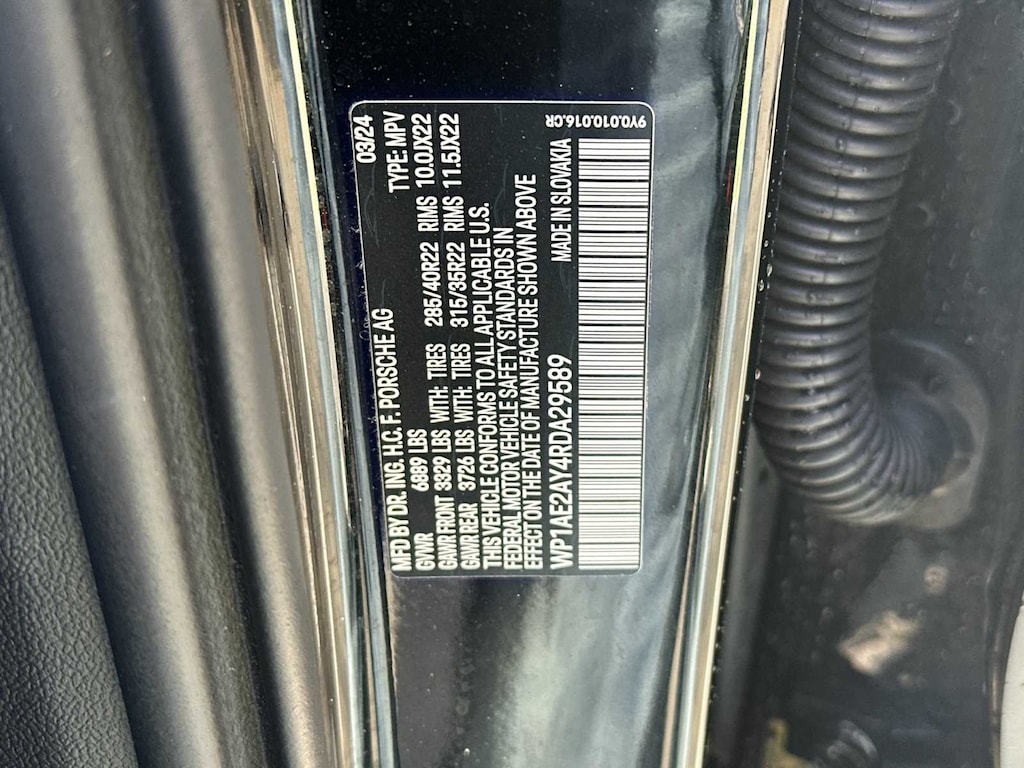 03/24
MFD BY DR. ING. H.C. F. PORSCHE AG TYPE: MPV
GVWR 6889 LBS
GAWR FRONT 3329 LBS WITH: TIRES 285/40R22 RIMS 10.0JX22
GAWR REAR 3726 LBS WITH: TIRES 315/35R22 RIMS 11.5JX22
THIS VEHICLE CONFORMS TO ALL APPLICABLE U.S.
FEDERAL MOTOR VEHICLE SAFETY STANDARDS IN
EFFECT ON THE DATE OF MANUFACTURE SHOWN ABOVE
WP1AE2AY4RDA29589 MADE IN SLOVAKIA
9Y0.010.016.CR